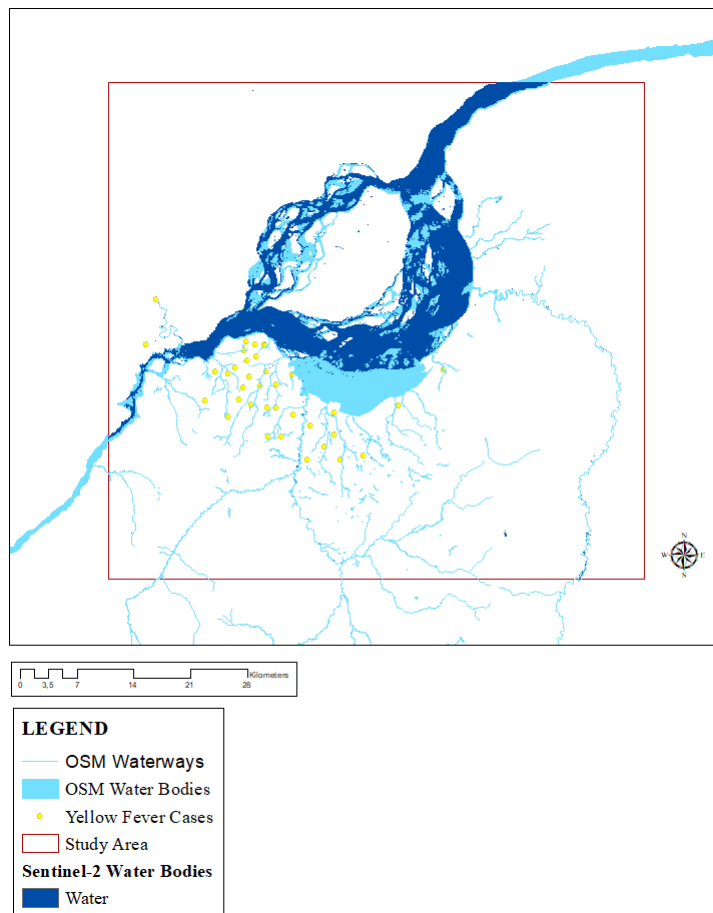 N
W E
S
Kilometers
0 3,5 7 14 21 28
LEGEND
OSM Waterways
OSM Water Bodies
Yellow Fever Cases
Study Area
Sentinel-2 Water Bodies
Water